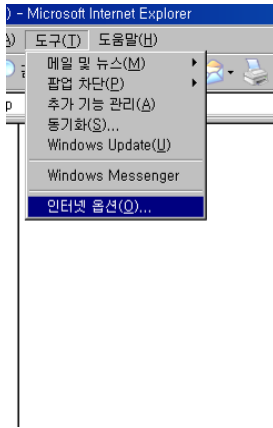 ) - Microsoft Internet Explorer
) 도구(T) 도움말(H)
메일 및 뉴스(M)
팝업 차단(P)
추가 기능 관리(A)
동기화(S)...
Windows Update(U)
Windows Messenger
인터넷 옵션(O)...